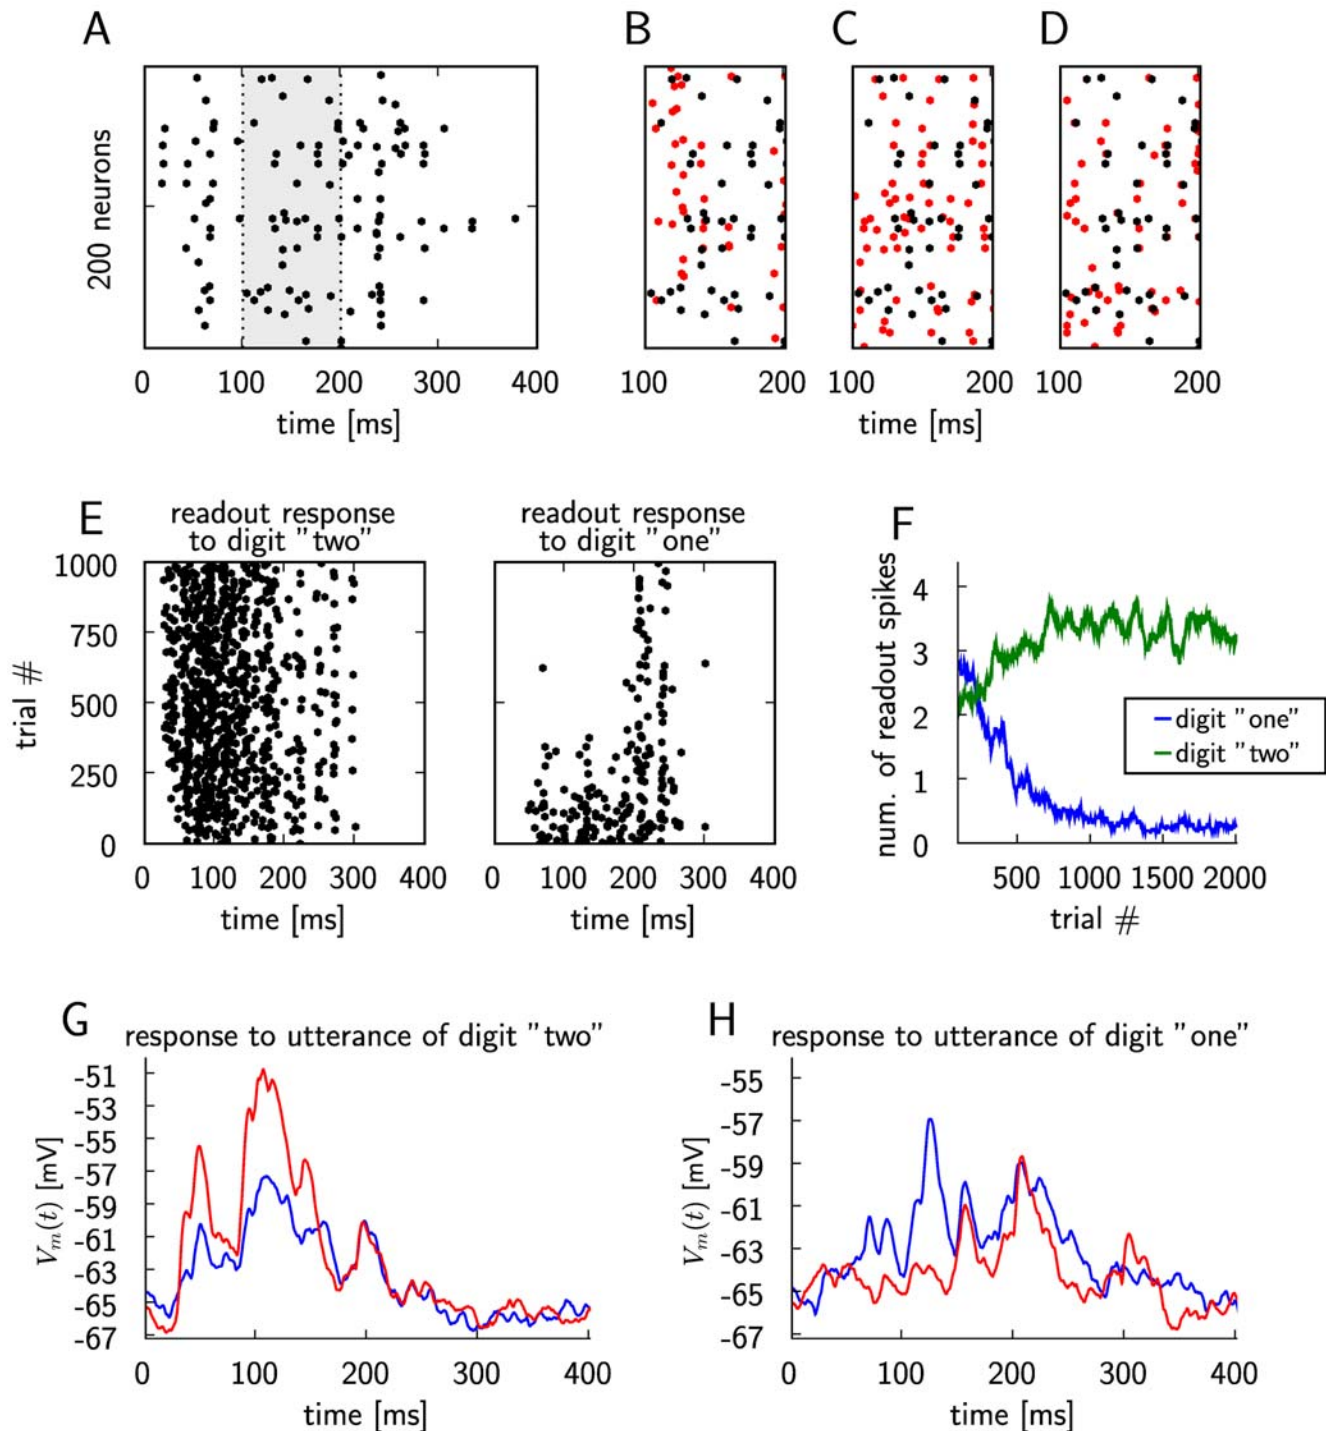 A
B
C
D
200 neurons
0 100 200 300 400
time [ms]
100 200
100 200
100 200
time [ms]
E
readout response
to digit "two"
readout response
to digit "one"
F
trial #
1000
750
500
250
0
0 100 200 300 400
time [ms]
0 100 200 300 400
time [ms]
num. of readout spikes
4
3
2
1
0
500 1000 1500 2000
trial #
digit "one"
digit "two"
G
response to utterance of digit "two"
V_m(t) [mV]
-51
-53
-55
-57
-59
-61
-63
-65
-67
0 100 200 300 400
time [ms]
H
response to utterance of digit "one"
V_m(t) [mV]
-55
-57
-59
-61
-63
-65
-67
0 100 200 300 400
time [ms]